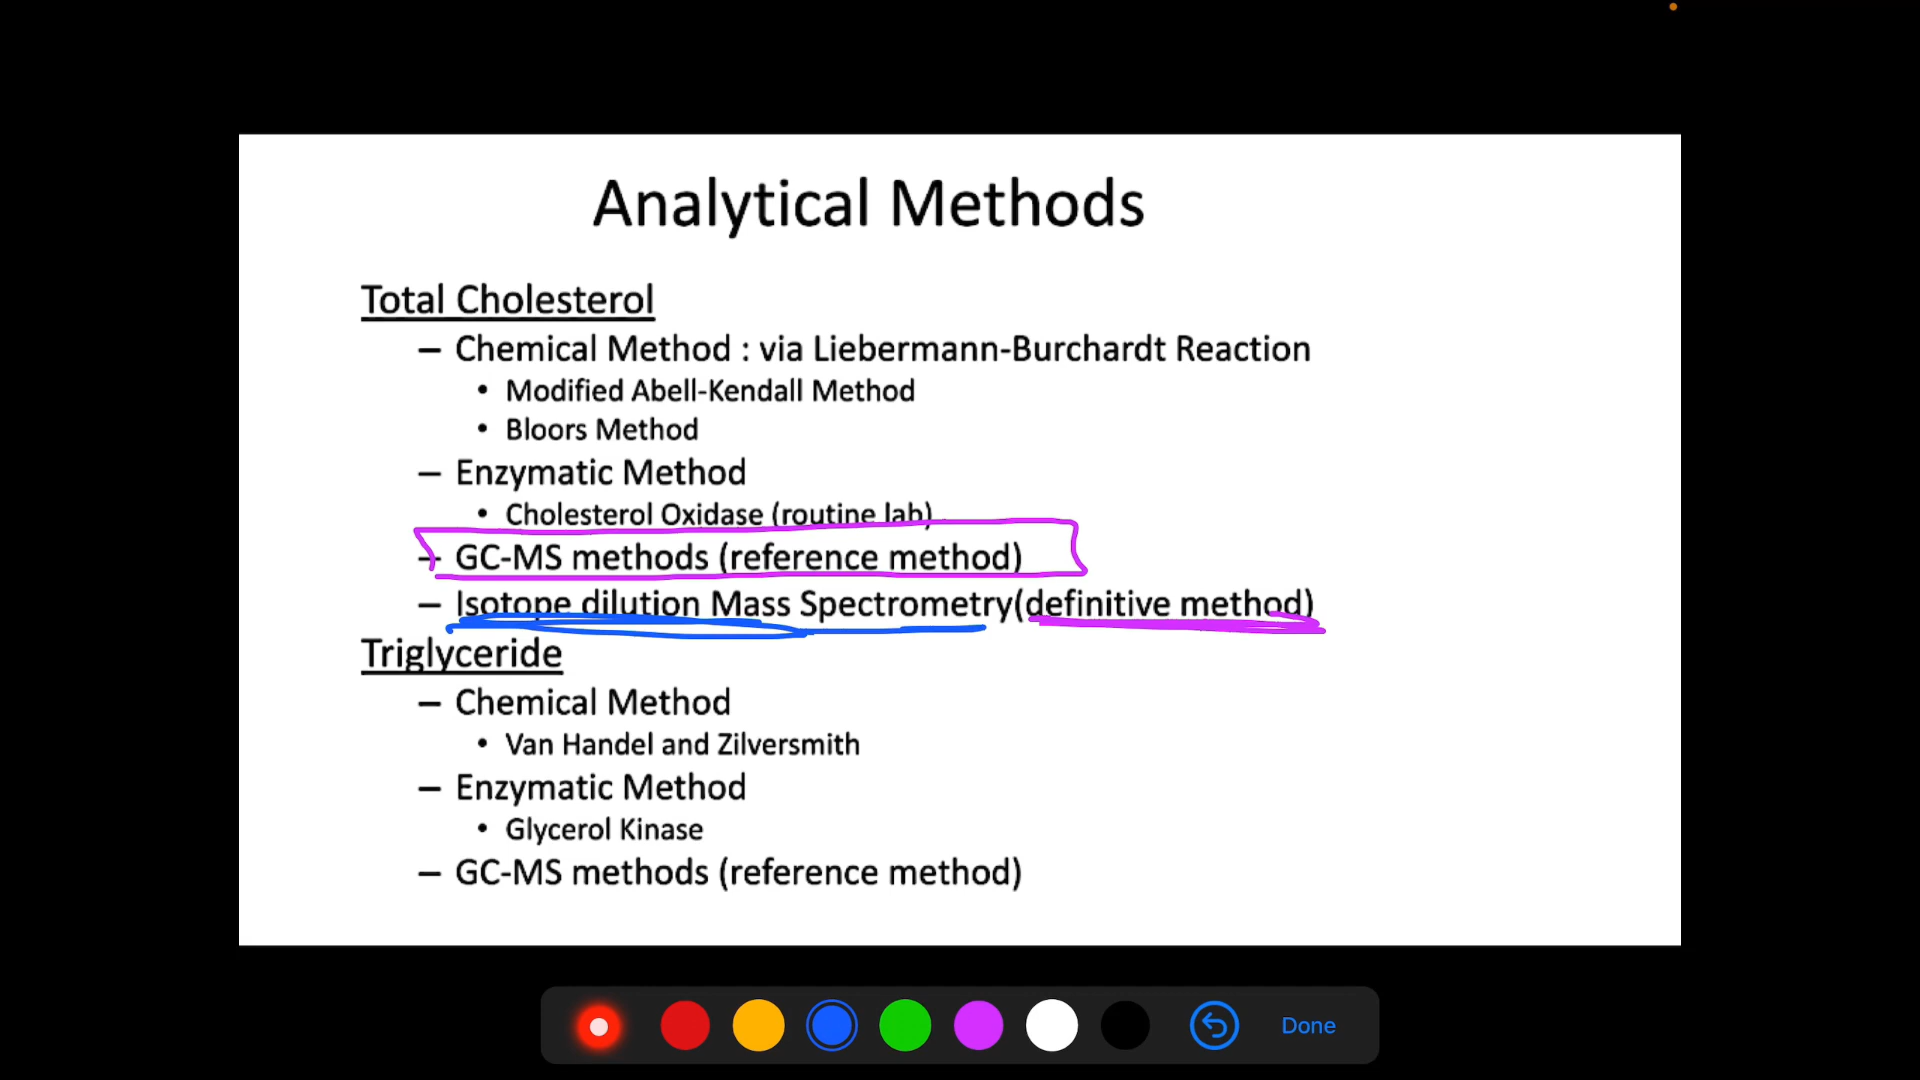 Analytical Methods
Total Cholesterol
– Chemical Method : via Liebermann-Burchardt Reaction
• Modified Abell-Kendall Method
• Bloors Method
– Enzymatic Method
• Cholesterol Oxidase (routine lab)
– GC-MS methods (reference method)
– Isotope dilution Mass Spectrometry(definitive method)
Triglyceride
– Chemical Method
• Van Handel and Zilversmith
– Enzymatic Method
• Glycerol Kinase
– GC-MS methods (reference method)
Done